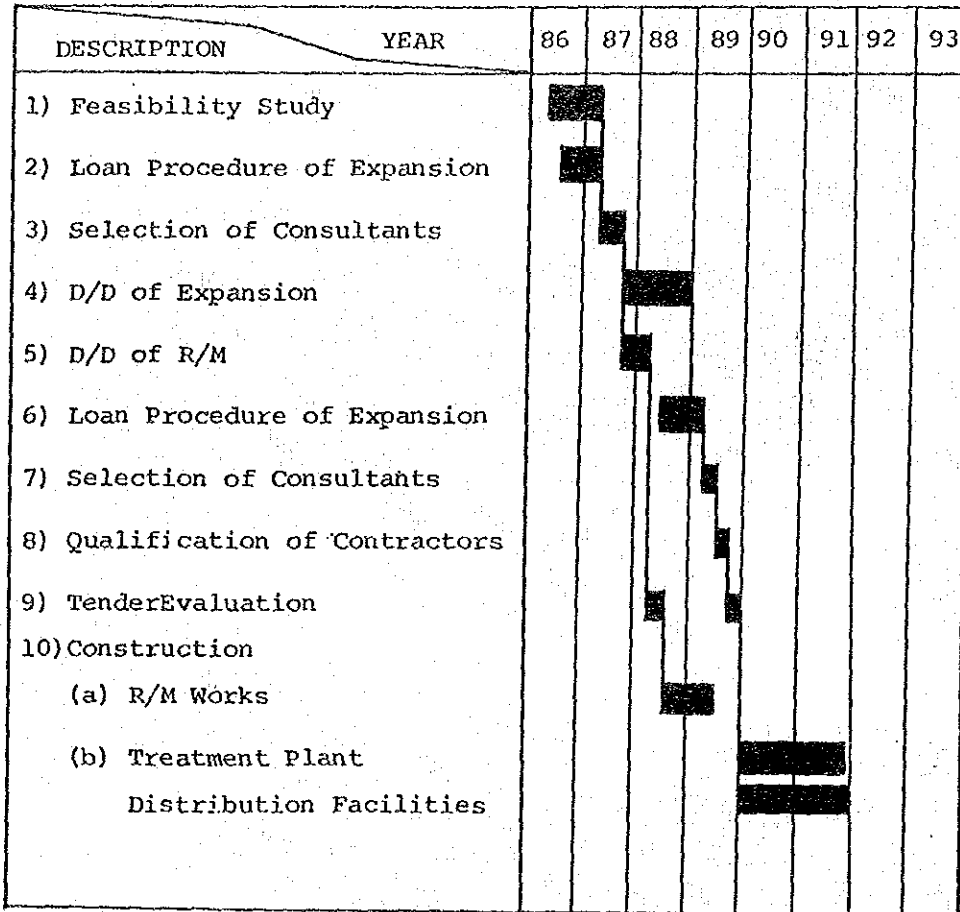 DESCRIPTION YEAR 86 87 88 89 90 91 92 93
1) Feasibility Study
2) Loan Procedure of Expansion
3) Selection of Consultants
4) D/D of Expansion
5) D/D of R/M
6) Loan Procedure of Expansion
7) Selection of Consultants
8) Qualification of Contractors
9) TenderEvaluation
10) Construction
(a) R/M Works
(b) Treatment Plant
Distribution Facilities